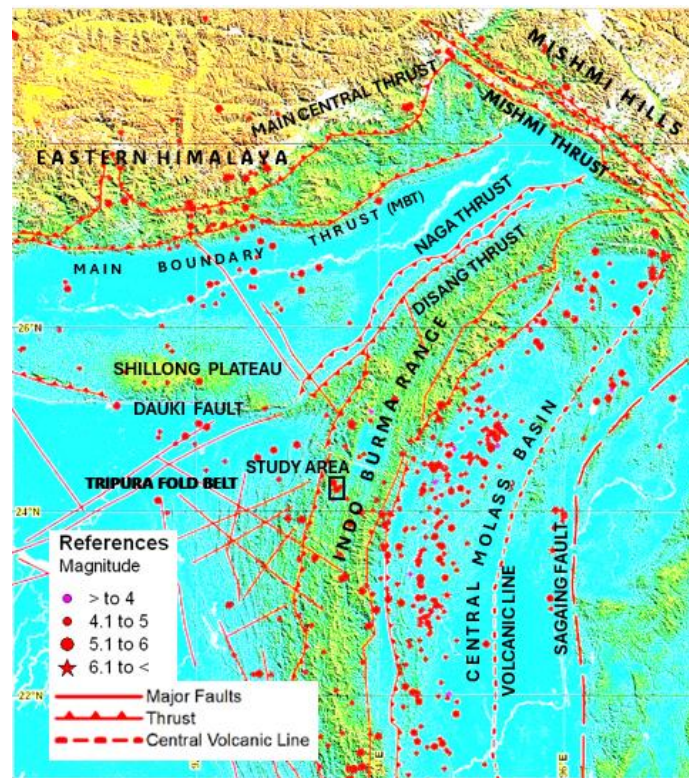 MISHMI HILLS
MAIN CENTRAL THRUST
MISHMI THRUST
EASTERN HIMALAYA
28°N
MAIN BOUNDARY THRUST (MBT)
NAGA THRUST
DISANG THRUST
26°N
SHILLONG PLATEAU
DAUKI FAULT
INDO BURMA RANGE
STUDY AREA
TRIPURA FOLD BELT
24°N
CENTRAL MOLASS BASIN
VOLCANIC LINE
SAGAING FAULT
References
Magnitude
> to 4
4.1 to 5
5.1 to 6
6.1 to <
22°N
Major Faults
Thrust
Central Volcanic Line